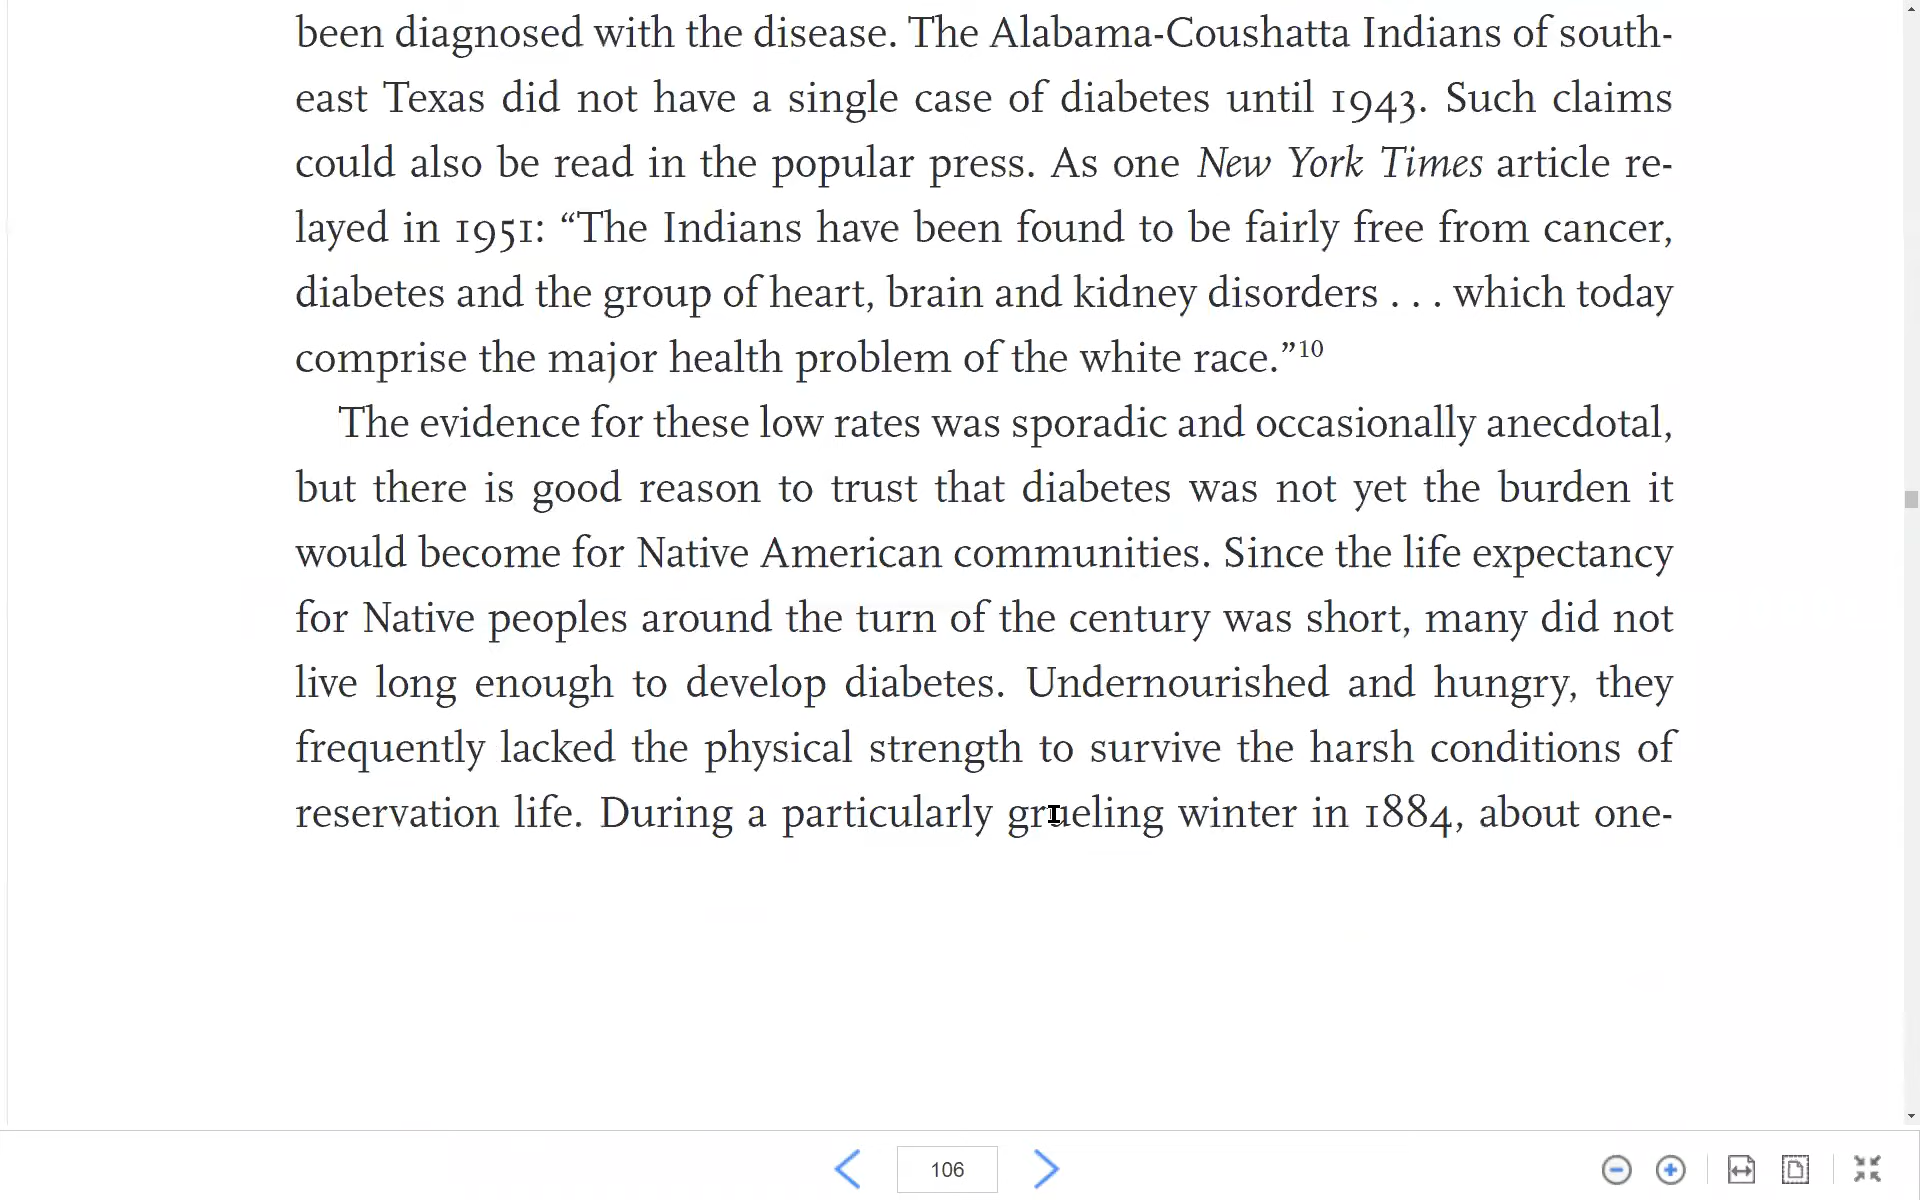 been diagnosed with the disease. The Alabama-Coushatta Indians of south-
east Texas did not have a single case of diabetes until 1943. Such claims
could also be read in the popular press. As one New York Times article re-
layed in 1951: “The Indians have been found to be fairly free from cancer,
diabetes and the group of heart, brain and kidney disorders . . . which today
comprise the major health problem of the white race.”10
The evidence for these low rates was sporadic and occasionally anecdotal,
but there is good reason to trust that diabetes was not yet the burden it
would become for Native American communities. Since the life expectancy
for Native peoples around the turn of the century was short, many did not
live long enough to develop diabetes. Undernourished and hungry, they
frequently lacked the physical strength to survive the harsh conditions of
reservation life. During a particularly grueling winter in 1884, about one-
106